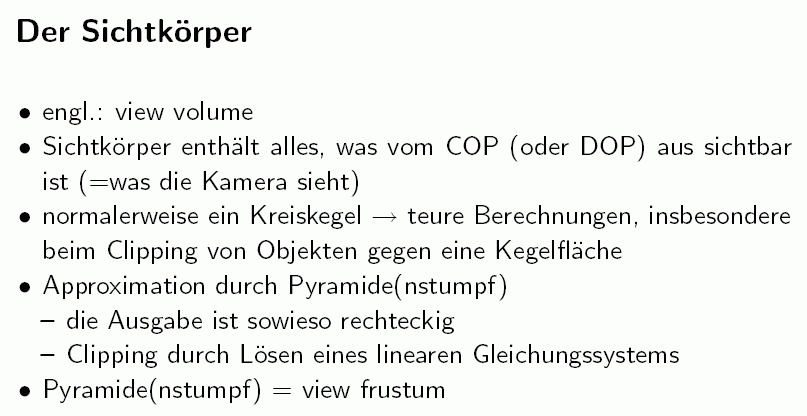 Der Sichtkörper
• engl.: view volume
• Sichtkörper enthält alles, was vom COP (oder DOP) aus sichtbar
ist (=was die Kamera sieht)
• normalerweise ein Kreiskegel → teure Berechnungen, insbesondere
beim Clipping von Objekten gegen eine Kegelfläche
• Approximation durch Pyramide(nstumpf)
– die Ausgabe ist sowieso rechteckig
– Clipping durch Lösen eines linearen Gleichungssystems
• Pyramide(nstumpf) = view frustum